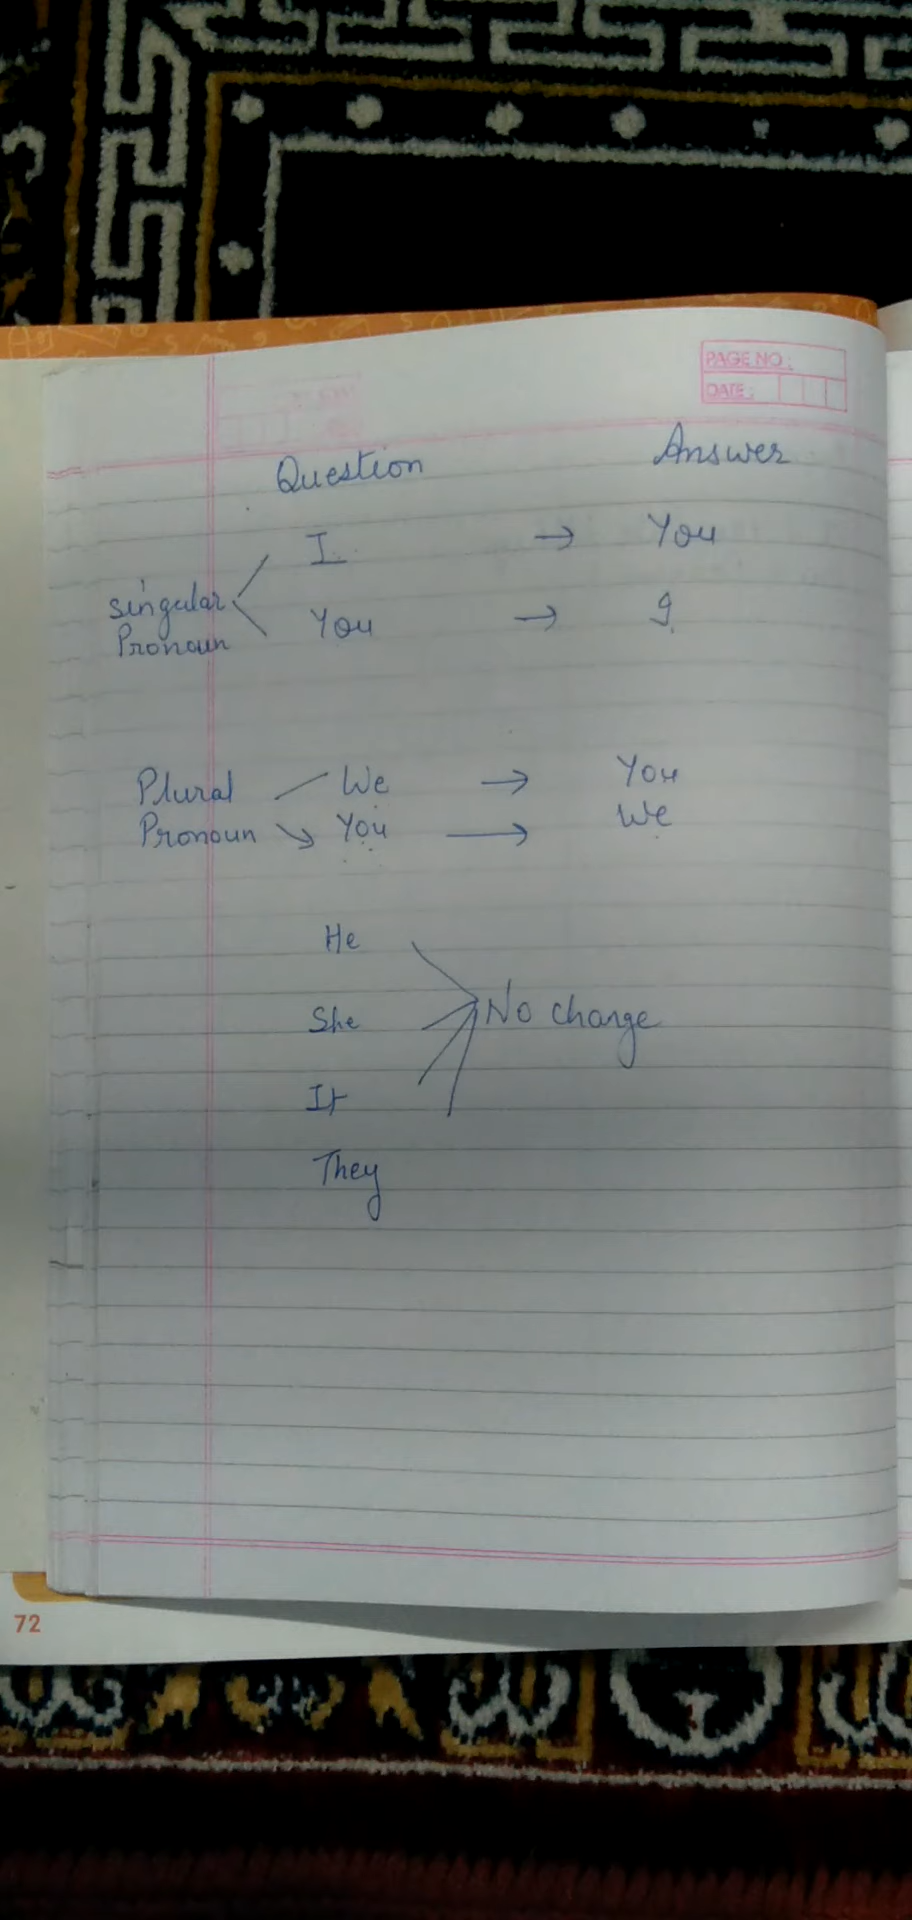 PAGE NO.:
DATE:
Question Answer
I → You
Singular
Pronoun
You → I
Plural We → You
Pronoun You → We
He
She No change
It
They
72